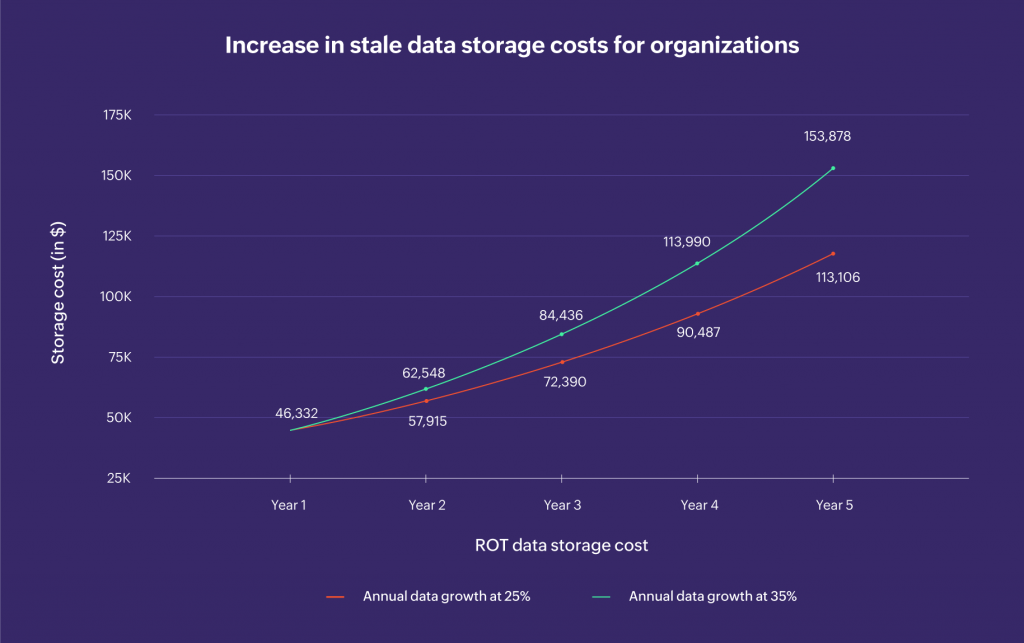 Increase in stale data storage costs for organizations
175K
150K
125K
100K
75K
50K
25K
Storage cost (in $)
46,332
62,548
57,915
84,436
72,390
113,990
90,487
153,878
113,106
Year 1
Year 2
Year 3
Year 4
Year 5
ROT data storage cost
Annual data growth at 25%
Annual data growth at 35%